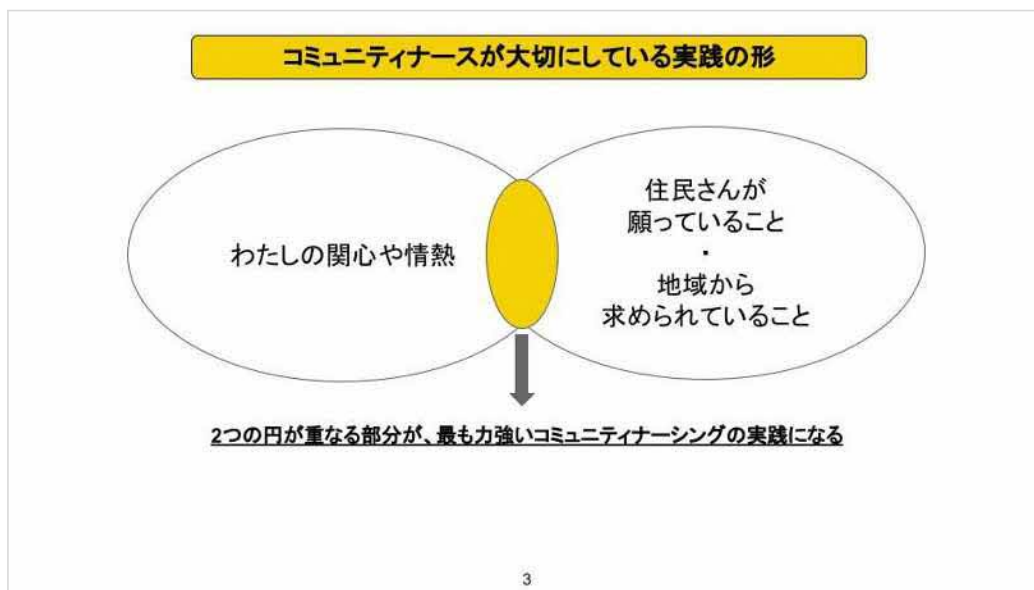 コミュニティナースが大切にしている実践の形
わたしの関心や情熱
住民さんが
願っていること
・
地域から
求められていること
2つの円が重なる部分が、最も力強いコミュニティナーシングの実践になる
3